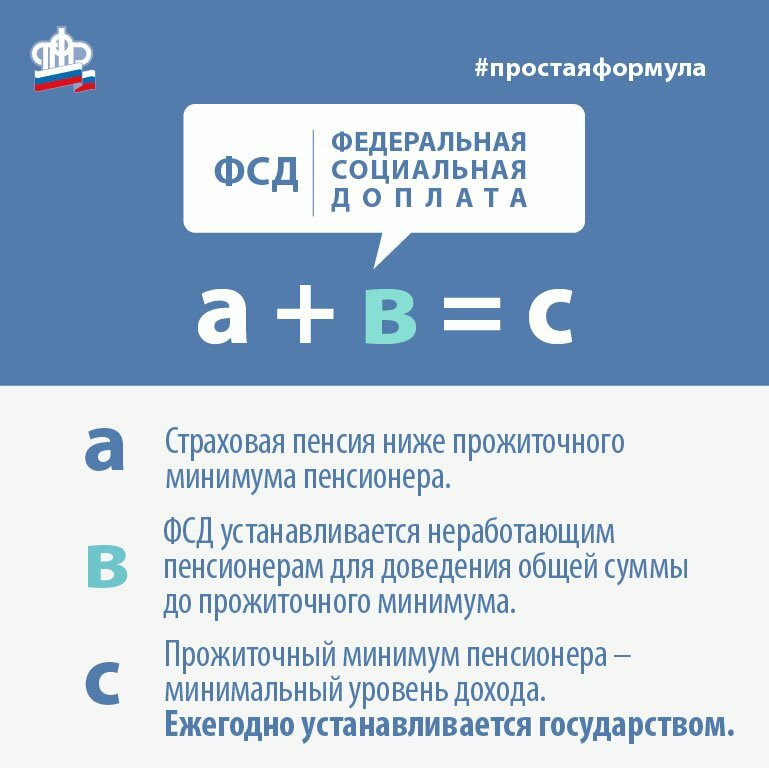 #простаяформула
ФСД
ФЕДЕРАЛЬНАЯ
СОЦИАЛЬНАЯ
ДОПЛАТА
а + в = с
а
Страховая пенсия ниже прожиточного
минимума пенсионера.
в
ФСД устанавливается неработающим
пенсионерам для доведения общей суммы
до прожиточного минимума.
с
Прожиточный минимум пенсионера –
минимальный уровень дохода.
Ежегодно устанавливается государством.